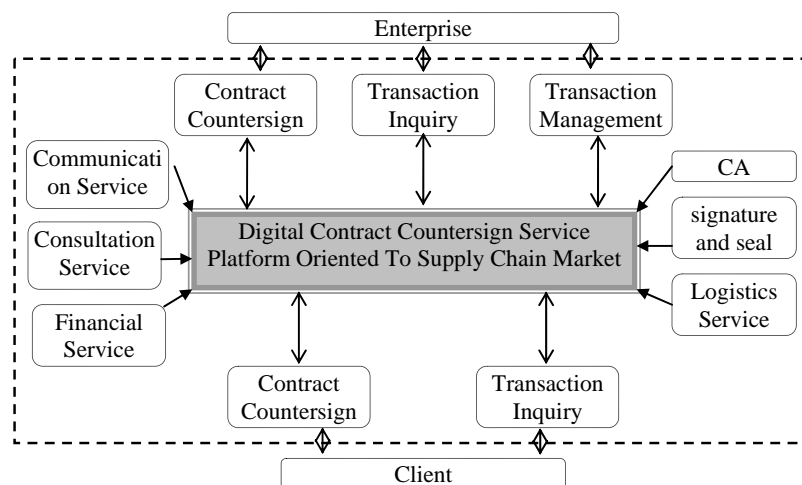 Enterprise
Contract
Countersign
Transaction
Inquiry
Transaction
Management
Communicati
on Service
Consultation
Service
Financial
Service
Digital Contract Countersign Service
Platform Oriented To Supply Chain Market
CA
signature
and seal
Logistics
Service
Contract
Countersign
Transaction
Inquiry
Client